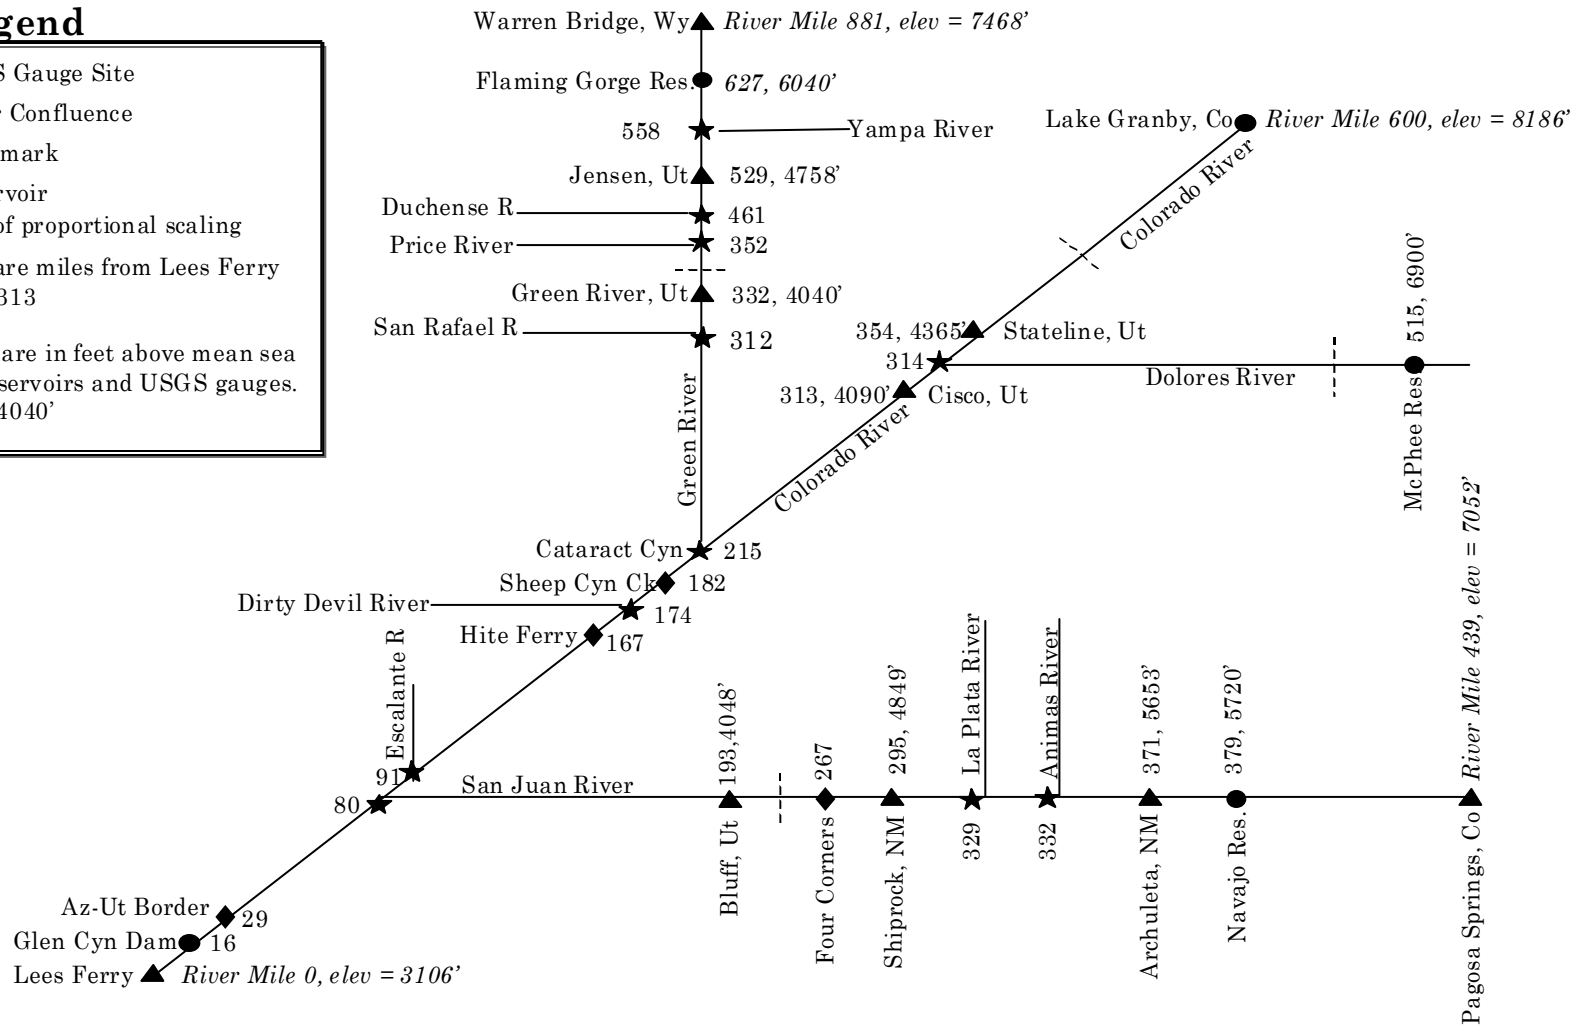 gend
S Gauge Site
Confluence
mark
rvoir
of proportional scaling
are miles from Lees Ferry
313
are in feet above mean sea
servoirs and USGS gauges.
4040’
Warren Bridge, Wy River Mile 881, elev = 7468’
Flaming Gorge Res. 627, 6040’
558 Yampa River
Lake Granby, Co River Mile 600, elev = 8186’
Colorado River
Jensen, Ut 529, 4758’
Duchense R 461
Price River 352
Green River, Ut 332, 4040’
San Rafael R 312
354, 4365’ Stateline, Ut
314
Dolores River
McPhee Res. 515, 6900’
313, 4090’ Cisco, Ut
Colorado River
Green River
Cataract Cyn 215
Sheep Cyn Ck 182
Dirty Devil River 174
Hite Ferry 167
Escalante R
91
80
San Juan River
Bluff, Ut 193,4048’
Four Corners 267
Shiprock, NM 295, 4849’
La Plata River
329
Animas River
332
Archuleta, NM 371, 5653’
Navajo Res. 379, 5720’
Pagosa Springs, Co River Mile 439, elev = 7052’
Az-Ut Border 29
Glen Cyn Dam 16
Lees Ferry River Mile 0, elev = 3106’